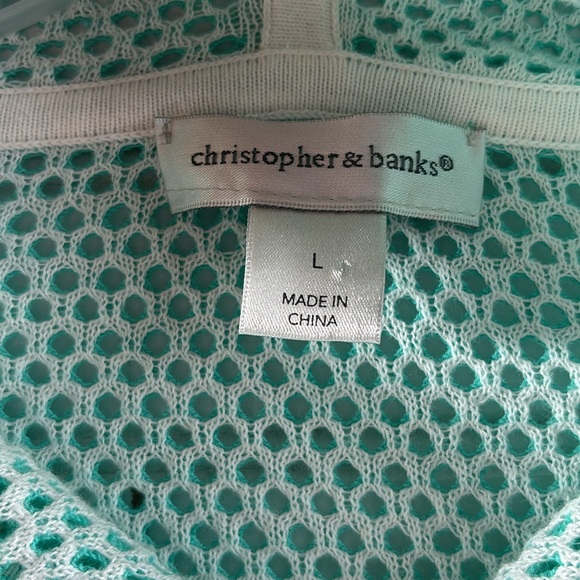 christopher & banks®
L
MADE IN
CHINA